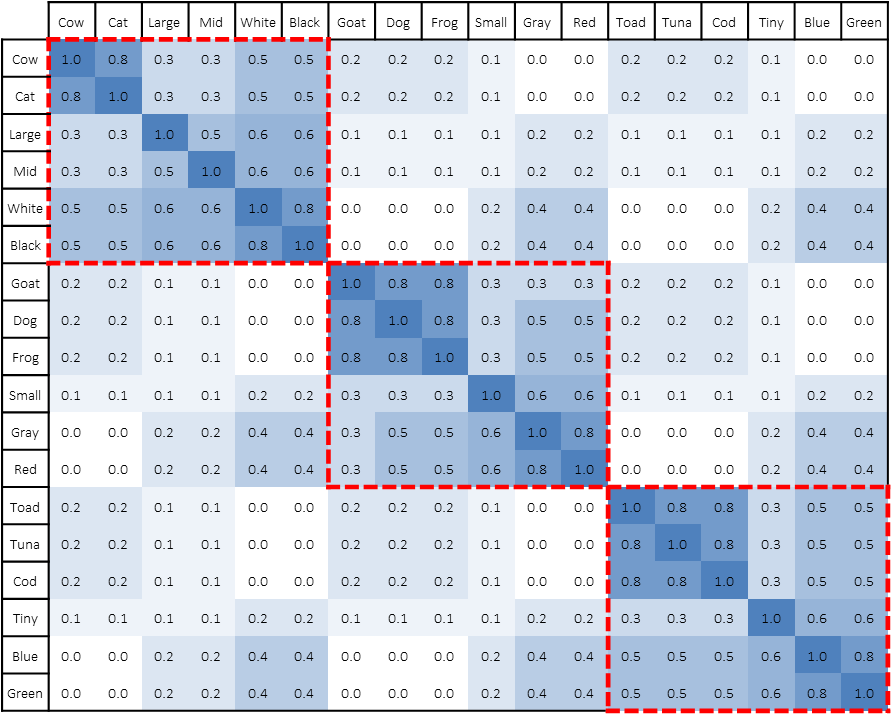 Cow Cat Large Mid White Black Goat Dog Frog Small Gray Red Toad Tuna Cod Tiny Blue Green
Cow 1.0 0.8 0.3 0.3 0.5 0.5 0.2 0.2 0.2 0.1 0.0 0.0 0.2 0.2 0.2 0.1 0.0 0.0
Cat 0.8 1.0 0.3 0.3 0.5 0.5 0.2 0.2 0.2 0.1 0.0 0.0 0.2 0.2 0.2 0.1 0.0 0.0
Large 0.3 0.3 1.0 0.5 0.6 0.6 0.1 0.1 0.1 0.1 0.2 0.2 0.1 0.1 0.1 0.1 0.2 0.2
Mid 0.3 0.3 0.5 1.0 0.6 0.6 0.1 0.1 0.1 0.1 0.2 0.2 0.1 0.1 0.1 0.1 0.2 0.2
White 0.5 0.5 0.6 0.6 1.0 0.8 0.0 0.0 0.0 0.2 0.4 0.4 0.0 0.0 0.0 0.2 0.4 0.4
Black 0.5 0.5 0.6 0.6 0.8 1.0 0.0 0.0 0.0 0.2 0.4 0.4 0.0 0.0 0.0 0.2 0.4 0.4
Goat 0.2 0.2 0.1 0.1 0.0 0.0 1.0 0.8 0.8 0.3 0.3 0.3 0.2 0.2 0.2 0.1 0.0 0.0
Dog 0.2 0.2 0.1 0.1 0.0 0.0 0.8 1.0 0.8 0.3 0.5 0.5 0.2 0.2 0.2 0.1 0.0 0.0
Frog 0.2 0.2 0.1 0.1 0.0 0.0 0.8 0.8 1.0 0.3 0.5 0.5 0.2 0.2 0.2 0.1 0.0 0.0
Small 0.1 0.1 0.1 0.1 0.2 0.2 0.3 0.3 0.3 1.0 0.6 0.6 0.1 0.1 0.1 0.1 0.2 0.2
Gray 0.0 0.0 0.2 0.2 0.4 0.4 0.3 0.5 0.5 0.6 1.0 0.8 0.0 0.0 0.0 0.2 0.4 0.4
Red 0.0 0.0 0.2 0.2 0.4 0.4 0.3 0.5 0.5 0.6 0.8 1.0 0.0 0.0 0.0 0.2 0.4 0.4
Toad 0.2 0.2 0.1 0.1 0.0 0.0 0.2 0.2 0.2 0.1 0.0 0.0 1.0 0.8 0.8 0.3 0.5 0.5
Tuna 0.2 0.2 0.1 0.1 0.0 0.0 0.2 0.2 0.2 0.1 0.0 0.0 0.8 1.0 0.8 0.3 0.5 0.5
Cod 0.2 0.2 0.1 0.1 0.0 0.0 0.2 0.2 0.2 0.1 0.0 0.0 0.8 0.8 1.0 0.3 0.5 0.5
Tiny 0.1 0.1 0.1 0.1 0.2 0.2 0.1 0.1 0.1 0.1 0.2 0.2 0.3 0.3 0.3 1.0 0.6 0.6
Blue 0.0 0.0 0.2 0.2 0.4 0.4 0.0 0.0 0.0 0.2 0.4 0.4 0.5 0.5 0.5 0.6 1.0 0.8
Green 0.0 0.0 0.2 0.2 0.4 0.4 0.0 0.0 0.0 0.2 0.4 0.4 0.5 0.5 0.5 0.6 0.8 1.0